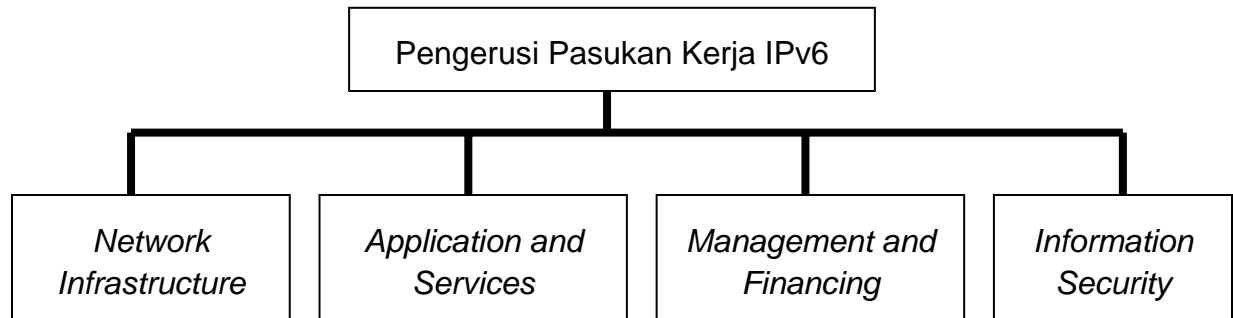 Pengerusi Pasukan Kerja IPv6
Network
Infrastructure
Application and
Services
Management and
Financing
Information
Security